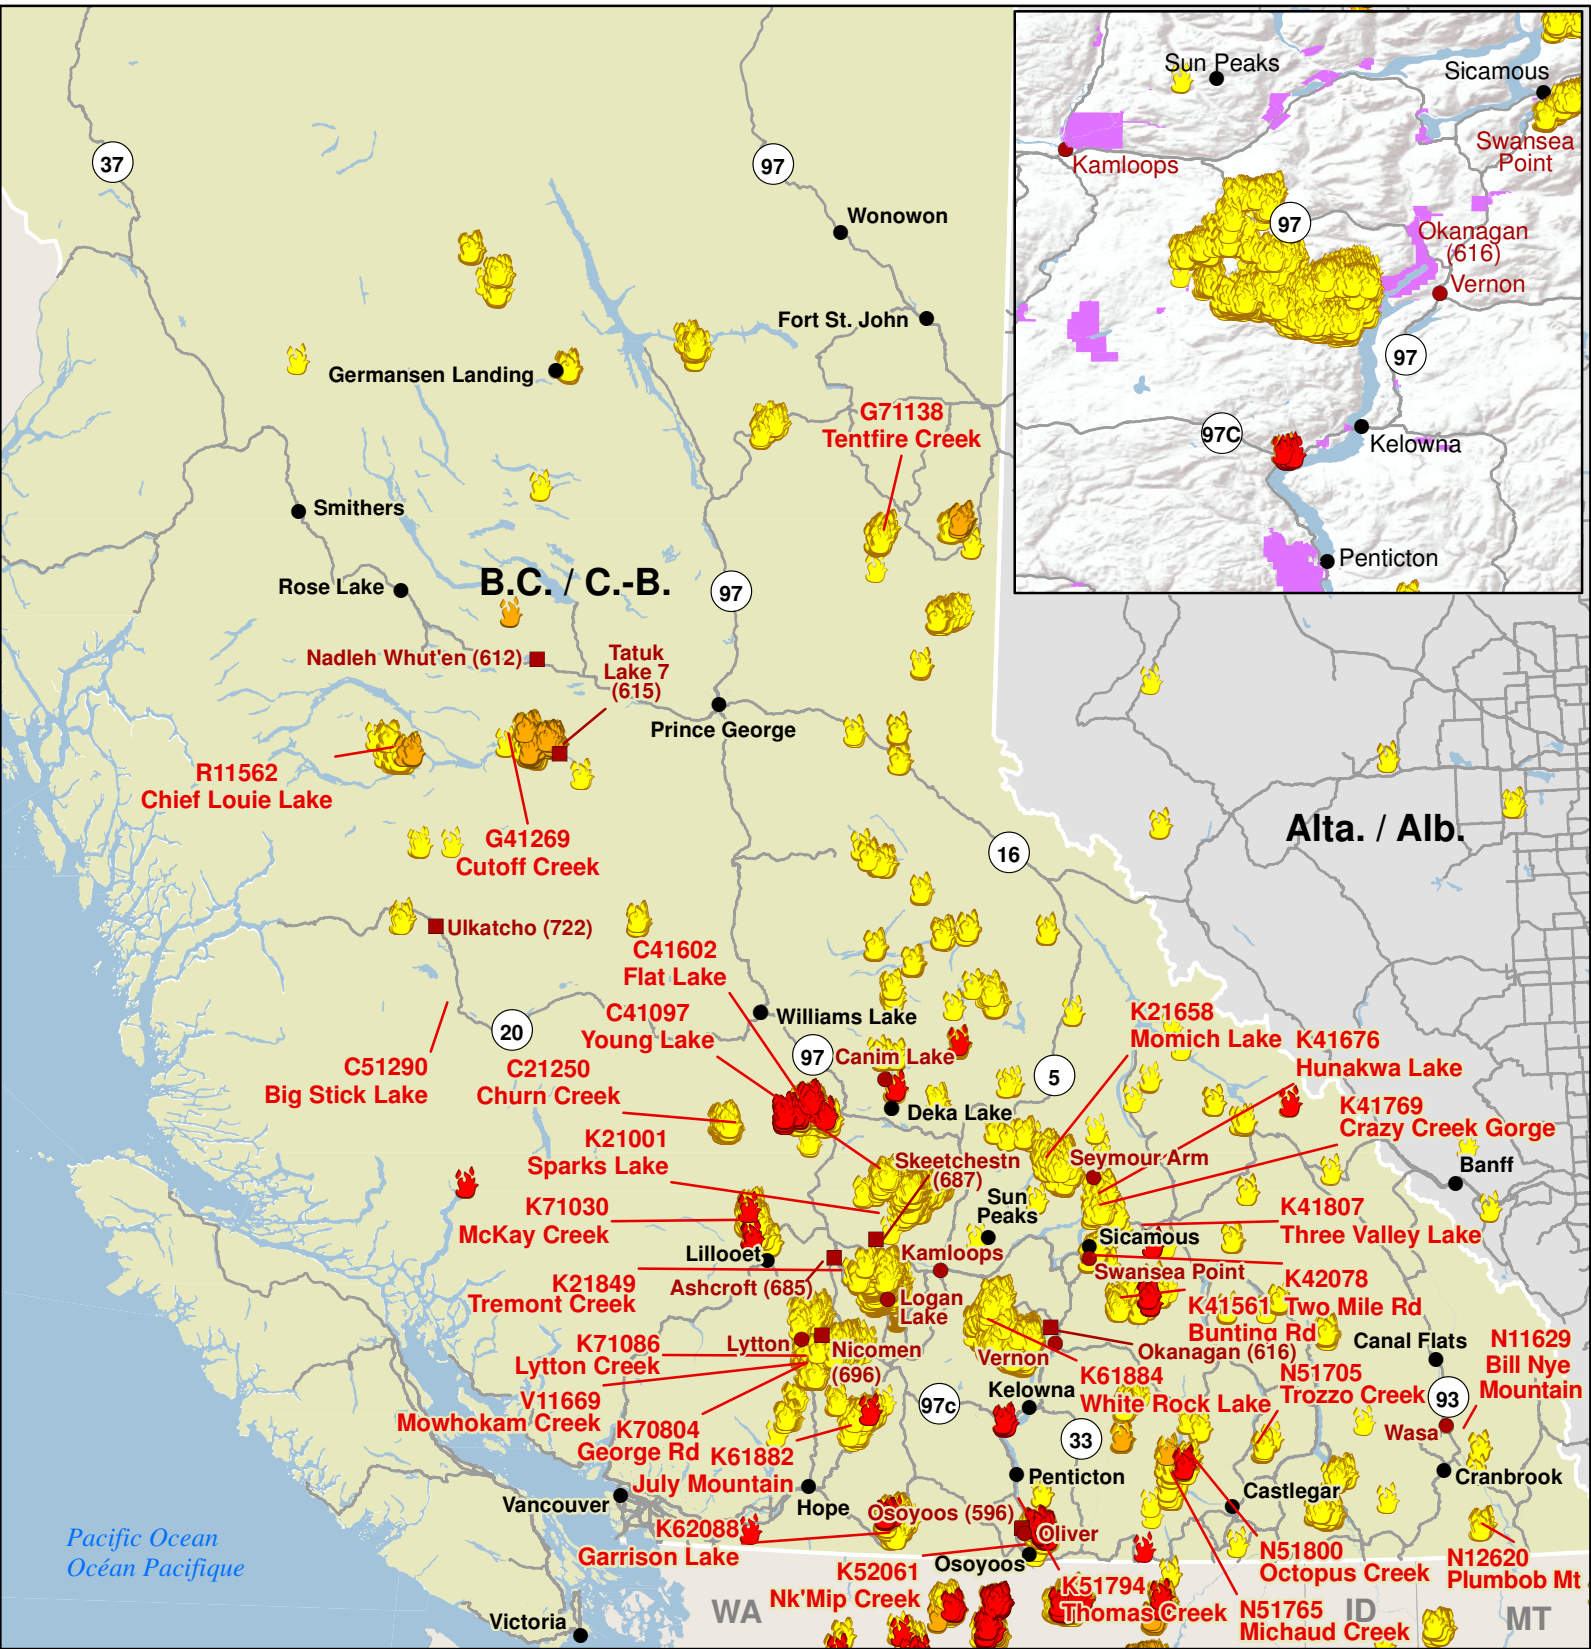 37
97
Wonowon
Fort St. John
Germansen Landing
G71138
Tentfire Creek
Smithers
B.C. / C.-B.
Rose Lake
97
Nadleh Whut'en (612)
Tatuk
Lake 7
(615)
Prince George
R11562
Chief Louie Lake
G41269
Cutoff Creek
16
Alta. / Alb.
Ulkatcho (722)
C41602
Flat Lake
C41097
Young Lake
Williams Lake
20
97
Canim Lake
K21658
Momich Lake
K41676
Hunakwa Lake
C51290
Big Stick Lake
C21250
Churn Creek
5
Deka Lake
K41769
Crazy Creek Gorge
K21001
Sparks Lake
Skeetchestn
(687)
Seymour Arm
Banff
Sun
Peaks
K71030
McKay Creek
K41807
Three Valley Lake
Lillooet
Kamloops
Sicamous
Swansea Point
K21849
Tremont Creek
Ashcroft (685)
Logan
Lake
K42078
Two Mile Rd
K41561
Bunting Rd
K71086
Lytton Creek
Lytton
Nicomen
(696)
Vernon
Okanagan (616)
Canal Flats
N11629
Bill Nye
Mountain
V11669
Mowhokam Creek
K61884
White Rock Lake
N51705
Trozzo Creek
Kelowna
97c
93
K70804
George Rd
33
Wasa
K61882
July Mountain
Penticton
Cranbrook
Vancouver
Hope
Castlegar
Osoyoos (596)
Oliver
K62088
Garrison Lake
Osoyoos
N51800
Octopus Creek
N12620
Plumbob Mt
K52061
Nk'Mip Creek
K51794
Thomas Creek
N51765
Michaud Creek
Pacific Ocean
Océan Pacifique
Victoria
WA
ID
MT
Sun Peaks
Sicamous
Kamloops
Swansea
Point
97
Okanagan
(616)
Vernon
97
97C
Kelowna
Penticton